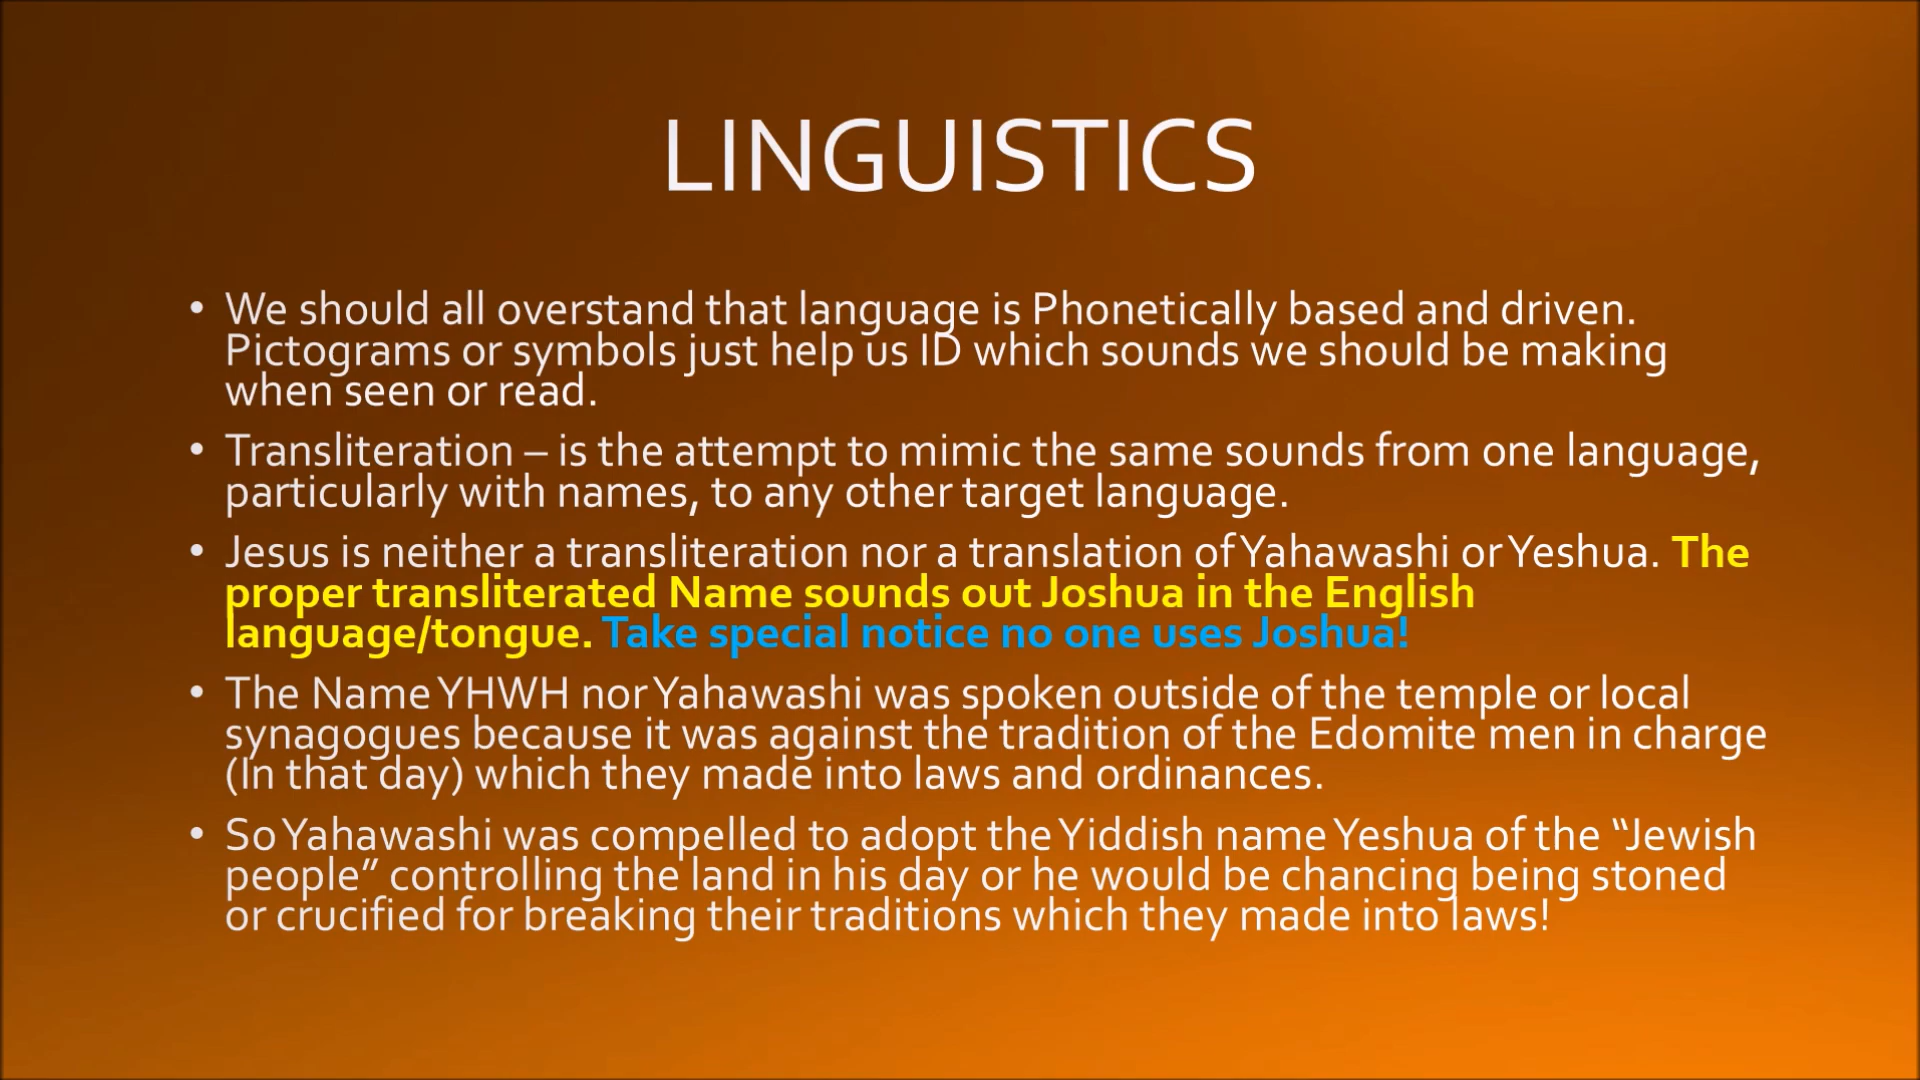 LINGUISTICS
• We should all overstand that language is Phonetically based and driven.
Pictograms or symbols just help us ID which sounds we should be making
when seen or read.
• Transliteration – is the attempt to mimic the same sounds from one language,
particularly with names, to any other target language.
• Jesus is neither a transliteration nor a translation of Yahawashi or Yeshua. The
proper transliterated Name sounds out Joshua in the English
language/tongue. Take special notice no one uses Joshua!
• The Name YHWH nor Yahawashi was spoken outside of the temple or local
synagogues because it was against the tradition of the Edomite men in charge
(In that day) which they made into laws and ordinances.
• So Yahawashi was compelled to adopt the Yiddish name Yeshua of the “Jewish
people” controlling the land in his day or he would be chancing being stoned
or crucified for breaking their traditions which they made into laws!